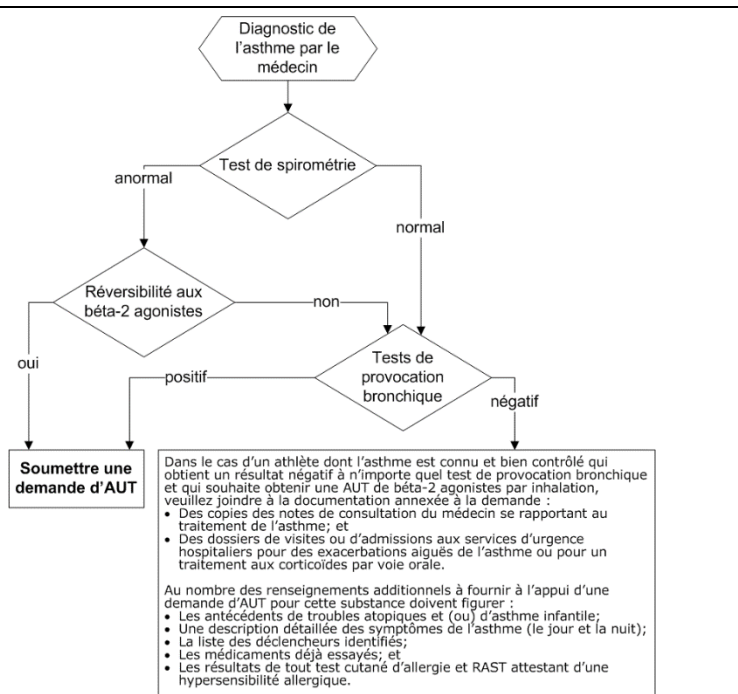 Diagnostic de
l'asthme par le
médecin
Test de spirométrie
anormal
normal
Réversibilité aux
béta-2 agonistes
non
oui
Tests de
provocation
bronchique
positif
négatif
Soumettre une
demande d'AUT
Dans le cas d'un athlète dont l'asthme est connu et bien contrôlé qui
obtient un résultat négatif à n'importe quel test de provocation bronchique
et qui souhaite obtenir une AUT de béta-2 agonistes par inhalation,
veuillez joindre à la documentation annexée à la demande :
• Des copies des notes de consultation du médecin se rapportant au
traitement de l'asthme; et
• Des dossiers de visites ou d'admissions aux services d'urgence
hospitaliers pour des exacerbations aiguës de l'asthme ou pour un
traitement aux corticoïdes par voie orale.
Au nombre des renseignements additionnels à fournir à l'appui d'une
demande d'AUT pour cette substance doivent figurer :
• Les antécédents de troubles atopiques et (ou) d'asthme infantile;
• Une description détaillée des symptômes de l'asthme (le jour et la nuit);
• La liste des déclencheurs identifiés;
• Les médicaments déjà essayés; et
• Les résultats de tout test cutané d'allergie et RAST attestant d'une
hypersensibilité allergique.